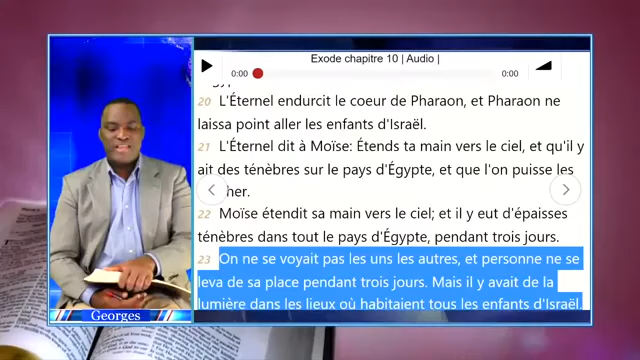 Exode chapitre 10 | Audio |
0:00
0:00
20 L'Éternel endurcit le coeur de Pharaon, et Pharaon ne
laissa point aller les enfants d'Israël.
21 L'Éternel dit à Moïse: Étends ta main vers le ciel, et qu'il y
ait des ténèbres sur le pays d'Égypte, et que l'on puisse les
her.
22 Moïse étendit sa main vers le ciel; et il y eut d'épaisses
ténèbres dans tout le pays d'Égypte, pendant trois jours.
23 On ne se voyait pas les uns les autres, et personne ne se
leva de sa place pendant trois jours. Mais il y avait de la
lumière dans les lieux où habitaient tous les enfants d'Israël.
Georges